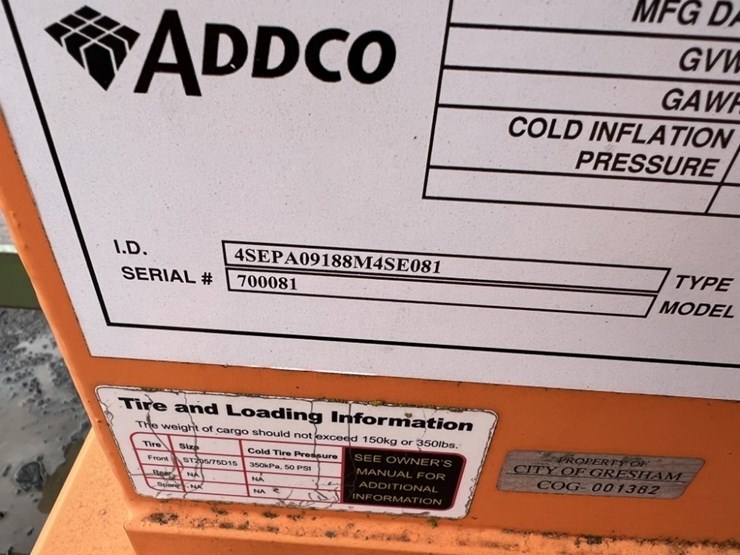 ADDCO
MFG DA
GVW
GAWR
COLD INFLATION
PRESSURE
I.D. 4SEPA09188M4SE081 TYPE
SERIAL # 700081 MODEL
Tire and Loading Information
The weight of cargo should not exceed 150kg or 350lbs.
Tire Size Cold Tire Pressure
Front ST205/75D15 350kPa, 50 PSI
Rear NA NA
Spare NA NA
SEE OWNER'S
MANUAL FOR
ADDITIONAL
INFORMATION
PROPERTY OF
CITY OF GRESHAM
COG- 001382